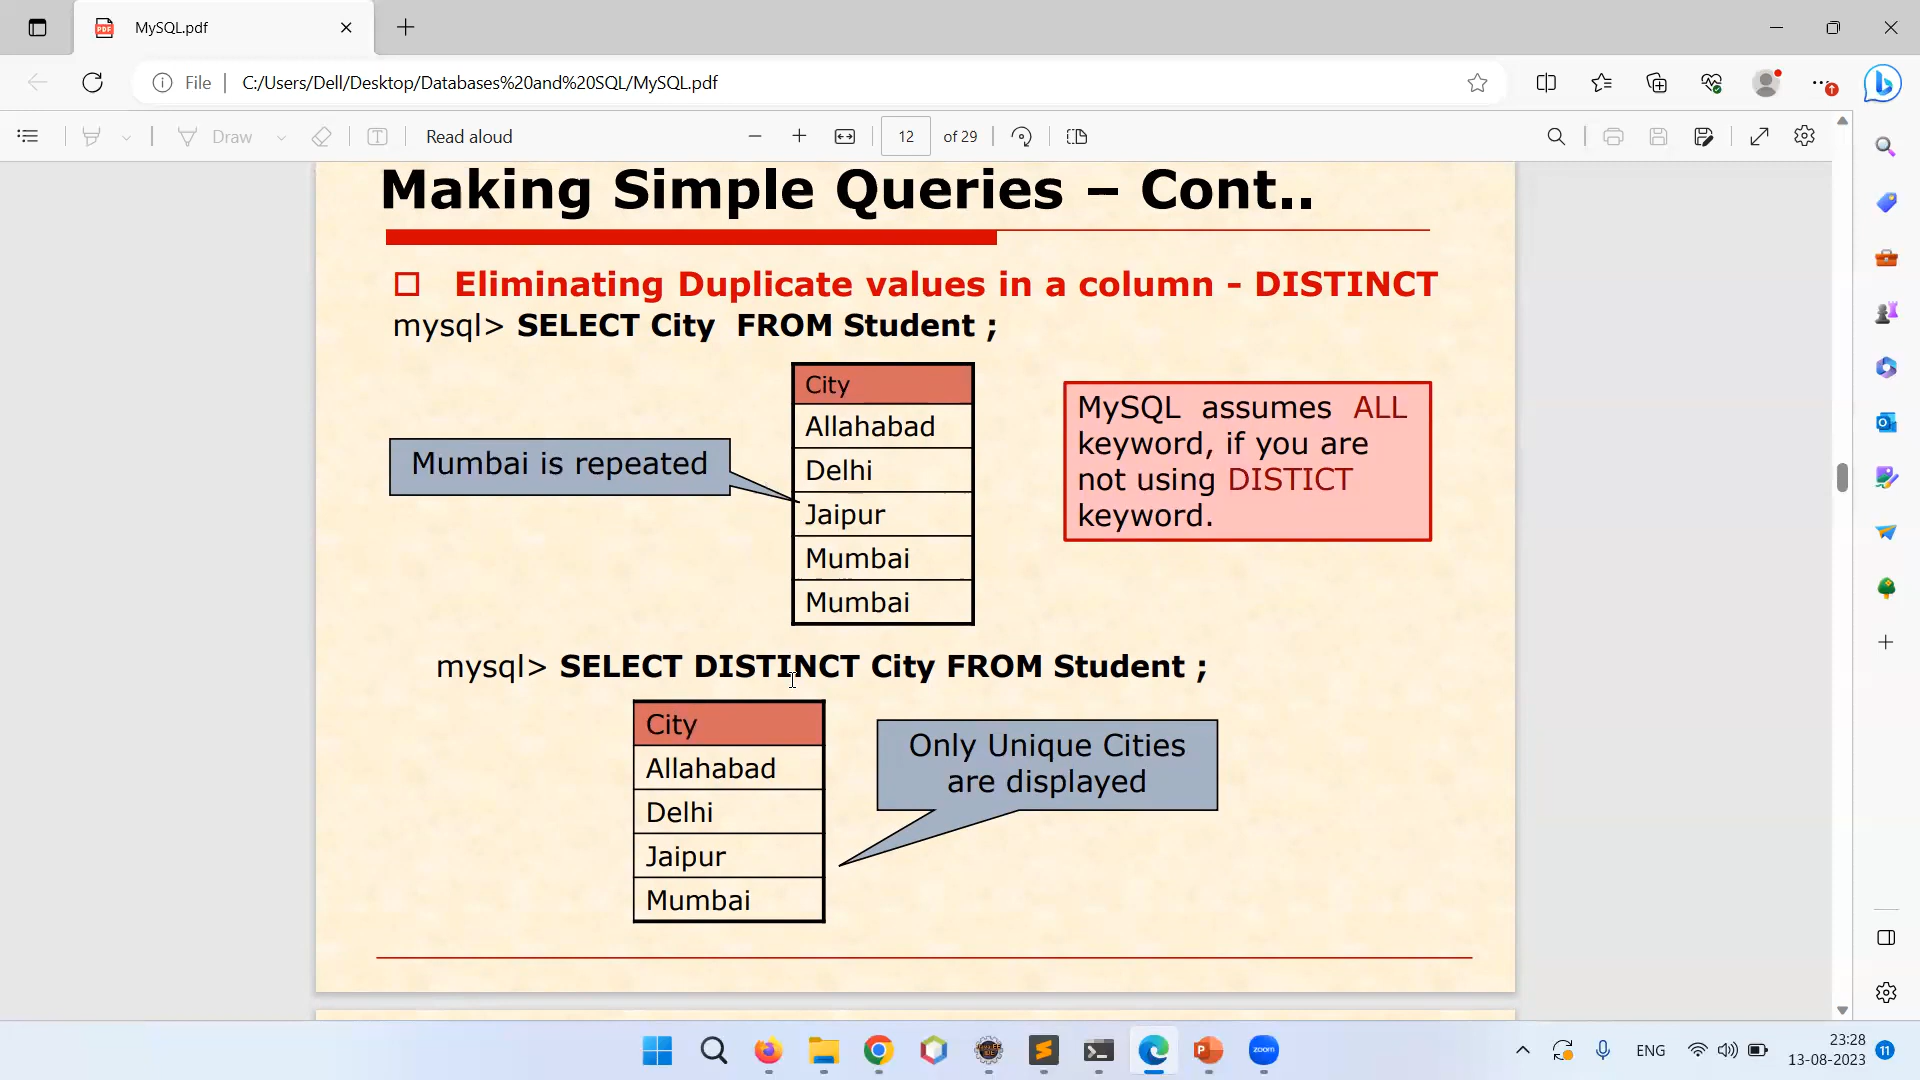 MySQL.pdf
File
C:/Users/Dell/Desktop/Databases%20and%20SQL/MySQL.pdf
Draw
Read aloud
12
of 29
Making Simple Queries – Cont..
Eliminating Duplicate values in a column - DISTINCT
mysql> SELECT City FROM Student ;
City
Allahabad
Delhi
Jaipur
Mumbai
Mumbai
Mumbai is repeated
MySQL assumes ALL
keyword, if you are
not using DISTICT
keyword.
mysql> SELECT DISTINCT City FROM Student ;
City
Allahabad
Delhi
Jaipur
Mumbai
Only Unique Cities
are displayed
zoom
ENG
23:28
13-08-2023
11